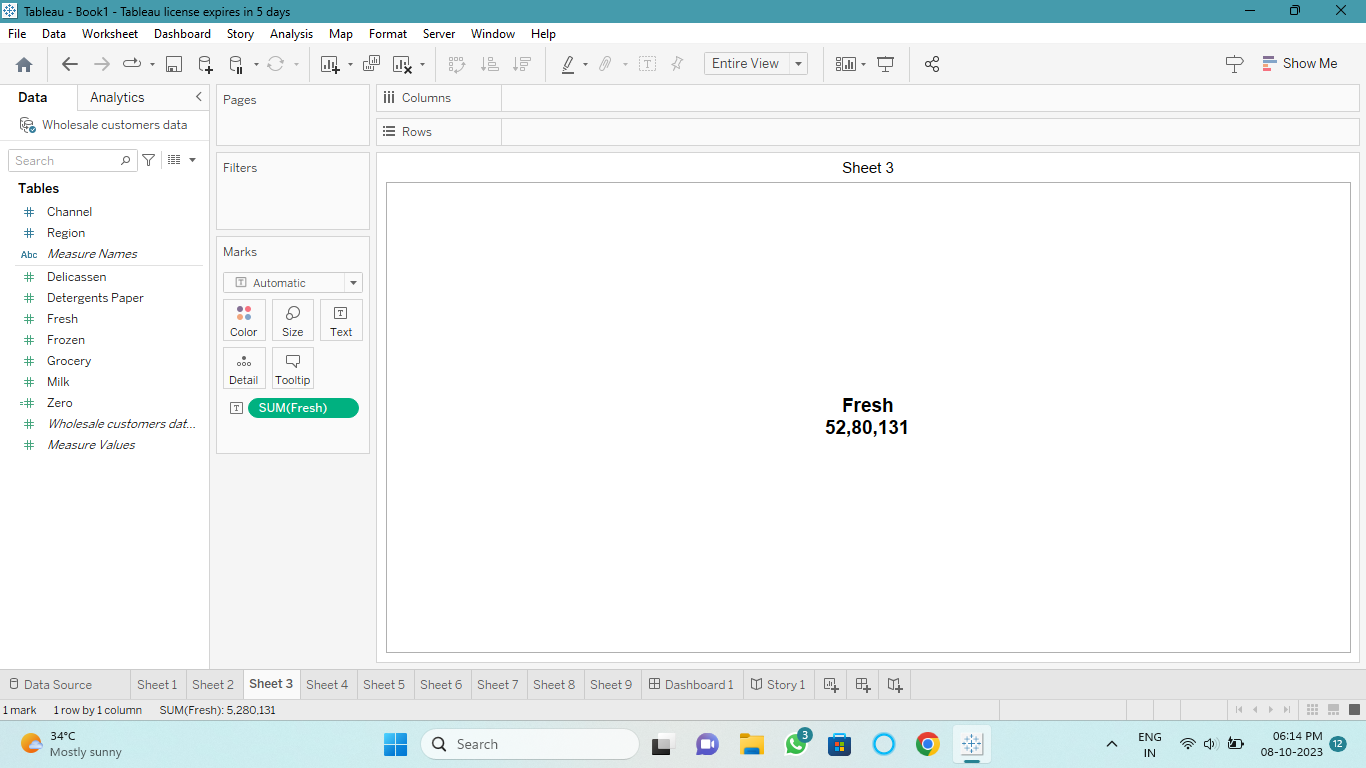 Tableau - Book1 - Tableau license expires in 5 days
File Data Worksheet Dashboard Story Analysis Map Format Server Window Help
Entire View
Show Me
Data Analytics
Wholesale customers data
Search
Tables
Channel
Region
Abc Measure Names
Delicassen
Detergents Paper
Fresh
Frozen
Grocery
Milk
Zero
Wholesale customers dat...
Measure Values
Pages
Filters
Marks
Automatic
Color Size Text
Detail Tooltip
SUM(Fresh)
Columns
Rows
Sheet 3
Fresh
52,80,131
Data Source Sheet 1 Sheet 2 Sheet 3 Sheet 4 Sheet 5 Sheet 6 Sheet 7 Sheet 8 Sheet 9 Dashboard 1 Story 1
1 mark 1 row by 1 column SUM(Fresh): 5,280,131
34°C
Mostly sunny
Search
3
ENG
IN
06:14 PM
08-10-2023
12